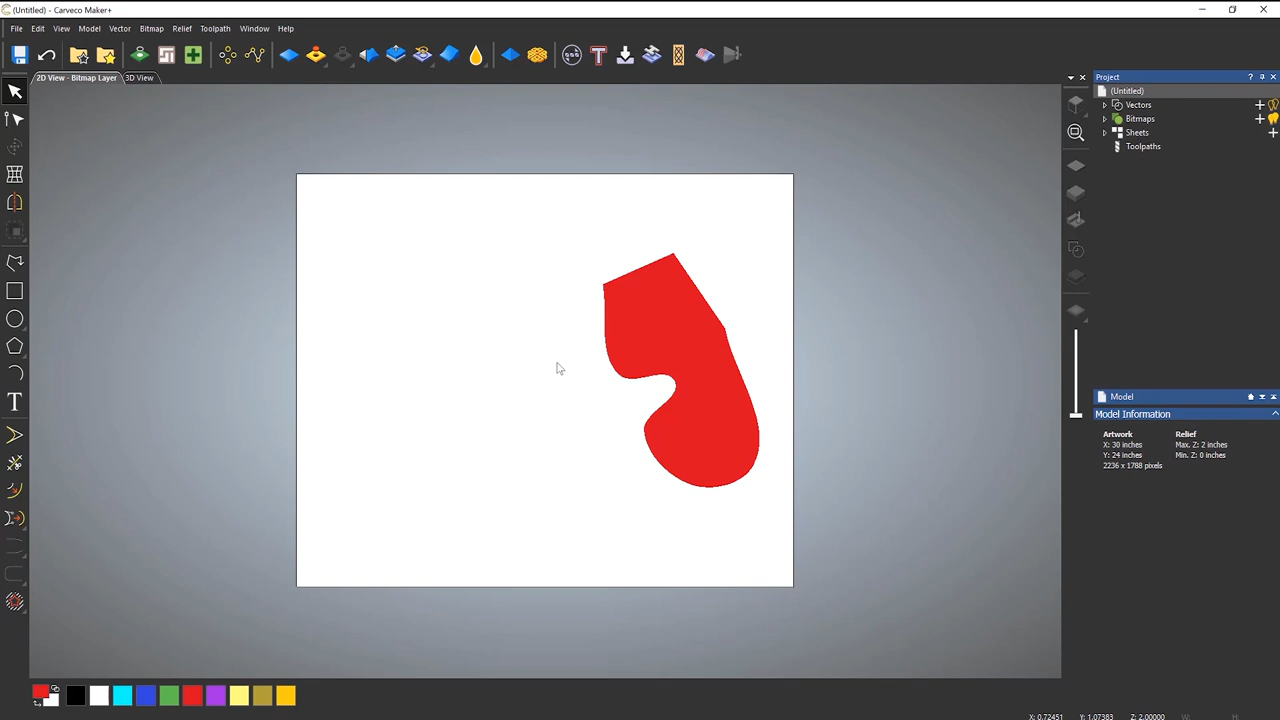 (Untitled) - Carveco Maker+
File Edit View Model Vector Bitmap Relief Toolpath Window Help
2D View - Bitmap Layer 3D View
Project
(Untitled)
Vectors
Bitmaps
Sheets
Toolpaths
Model
Model Information
Artwork Relief
X: 30 inches Max. Z: 2 inches
Y: 24 inches Min. Z: 0 inches
2236 x 1788 pixels
X: 0.72451 Y: 1.07383 Z: 2.00000 W: H: